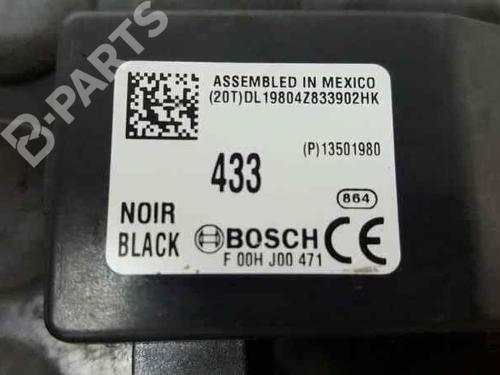 B-PARTS
ASSEMBLED IN MEXICO
(20T)DL19804Z833902HK
(P)13501980
433
864
NOIR
BLACK
BOSCH
CE
F 00H J00 471